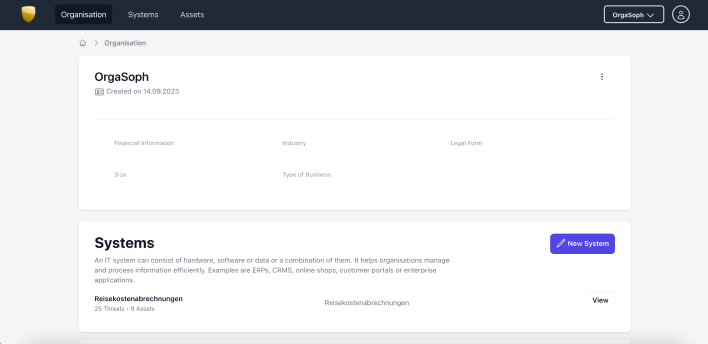 Organisation Systems Assets OrgaSoph
Organisation
OrgaSoph
Created on 14.09.2023
Financial Information Industry Legal Form
Size Type of Business
Systems New System
An IT system can consist of hardware, software or data or a combination of them. It helps organisations manage
and process information efficiently. Examples are ERPs, CRMS, online shops, customer portals or enterprise
applications.
Reisekostenabrechnungen Reisekostenabrechnungen View
25 Threats · 9 Assets